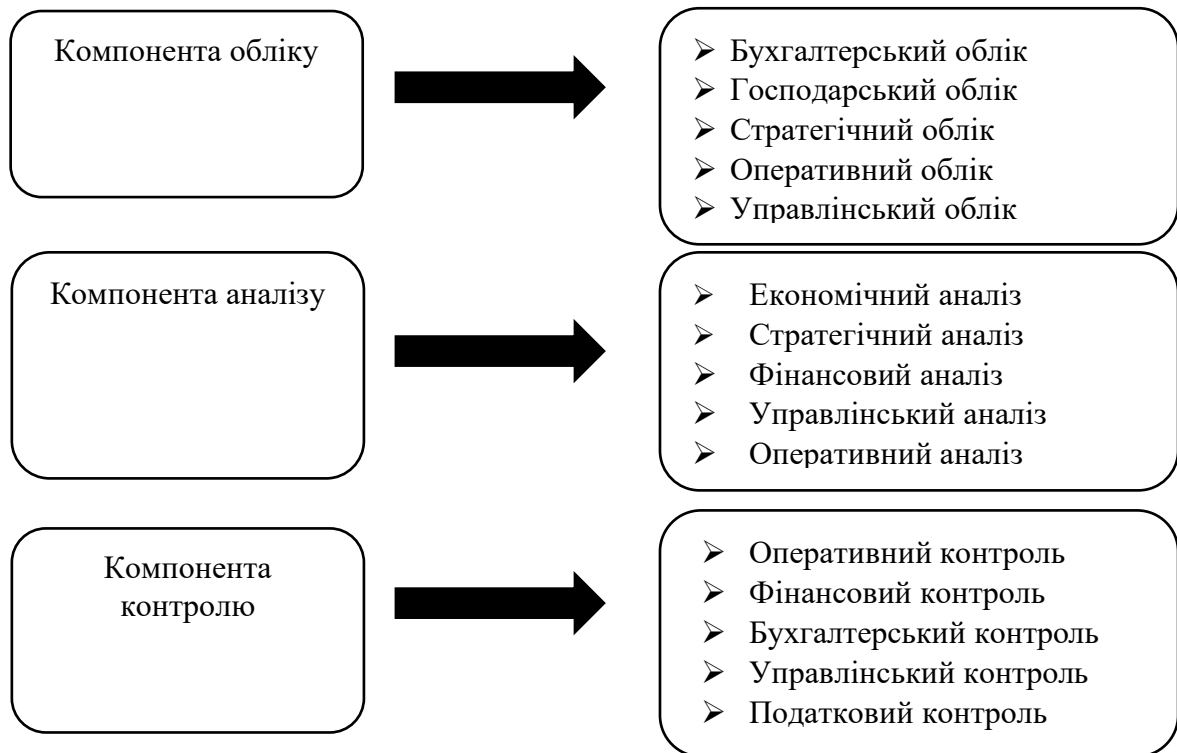 Компонента обліку
➢ Бухгалтерський облік
➢ Господарський облік
➢ Стратегічний облік
➢ Оперативний облік
➢ Управлінський облік
Компонента аналізу
➢ Економічний аналіз
➢ Стратегічний аналіз
➢ Фінансовий аналіз
➢ Управлінський аналіз
➢ Оперативний аналіз
Компонента
контролю
➢ Оперативний контроль
➢ Фінансовий контроль
➢ Бухгалтерський контроль
➢ Управлінський контроль
➢ Податковий контроль